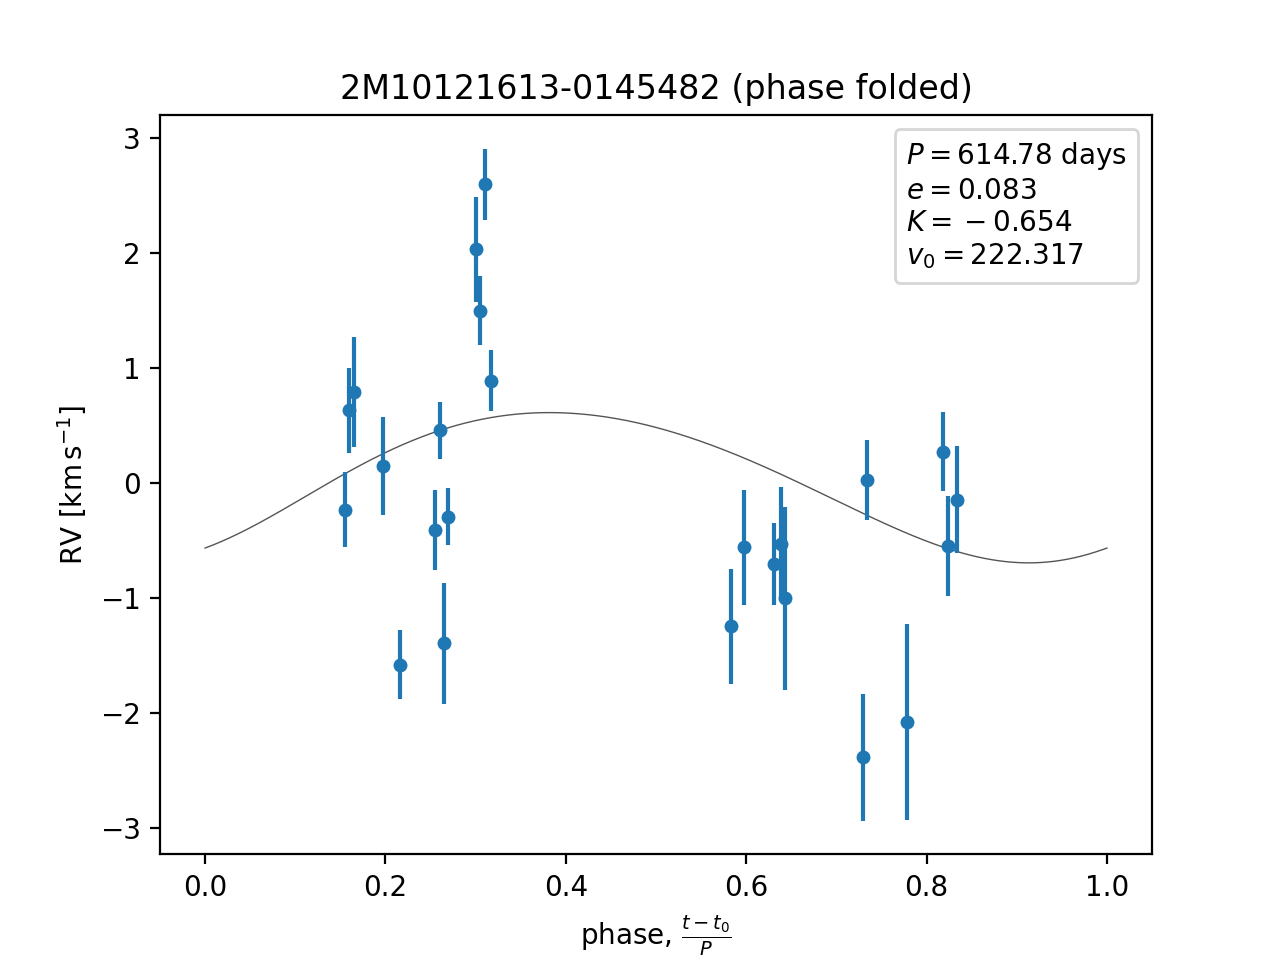 2M10121613-0145482 (phase folded)
P = 614.78 days
e = 0.083
K = −0.654
v₀ = 222.317
3
2
1
0
−1
−2
−3
RV [km s⁻¹]
0.0 0.2 0.4 0.6 0.8 1.0
phase, (t − t₀)/P